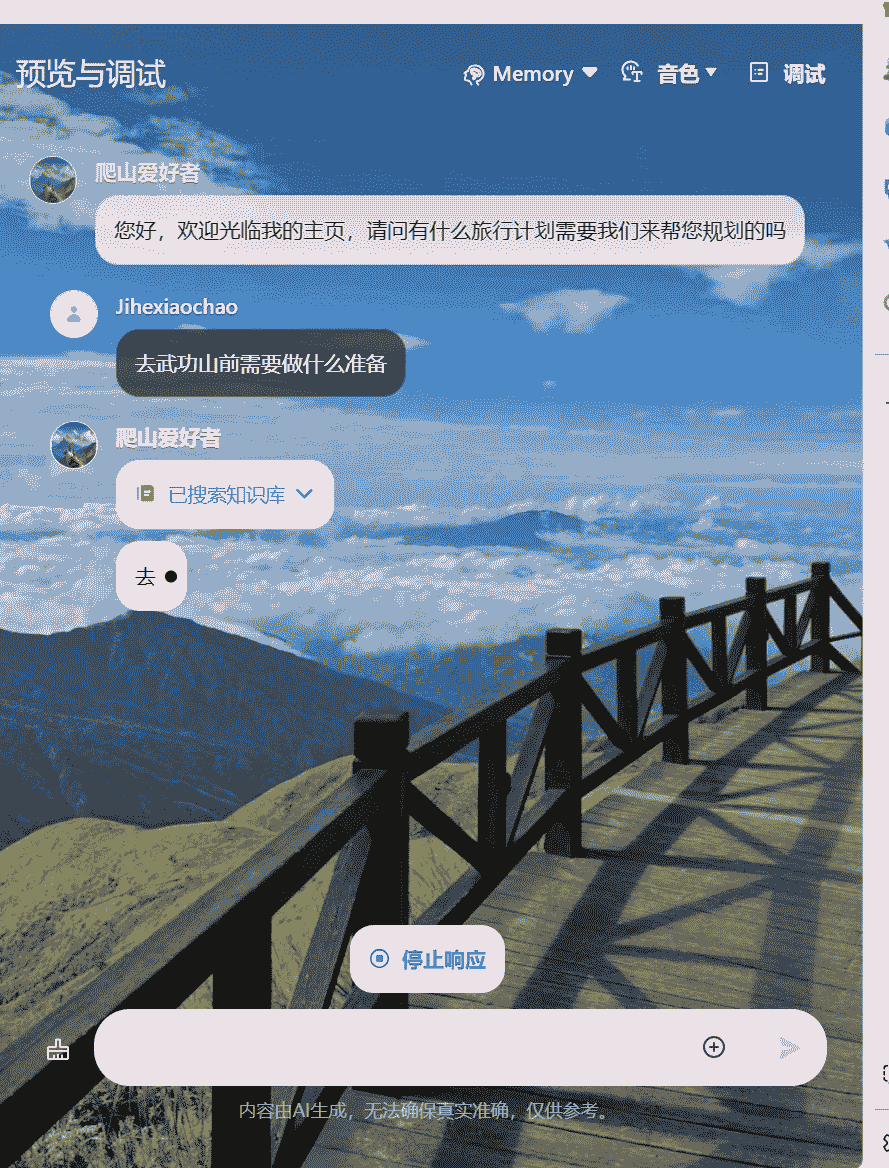 预览与调试
Memory
音色
调试
爬山爱好者
您好，欢迎光临我的主页，请问有什么旅行计划需要我们来帮您规划的吗
Jihexiaochao
去武功山前需要做什么准备
爬山爱好者
已搜索知识库
去
停止响应
内容由AI生成，无法确保真实准确，仅供参考。